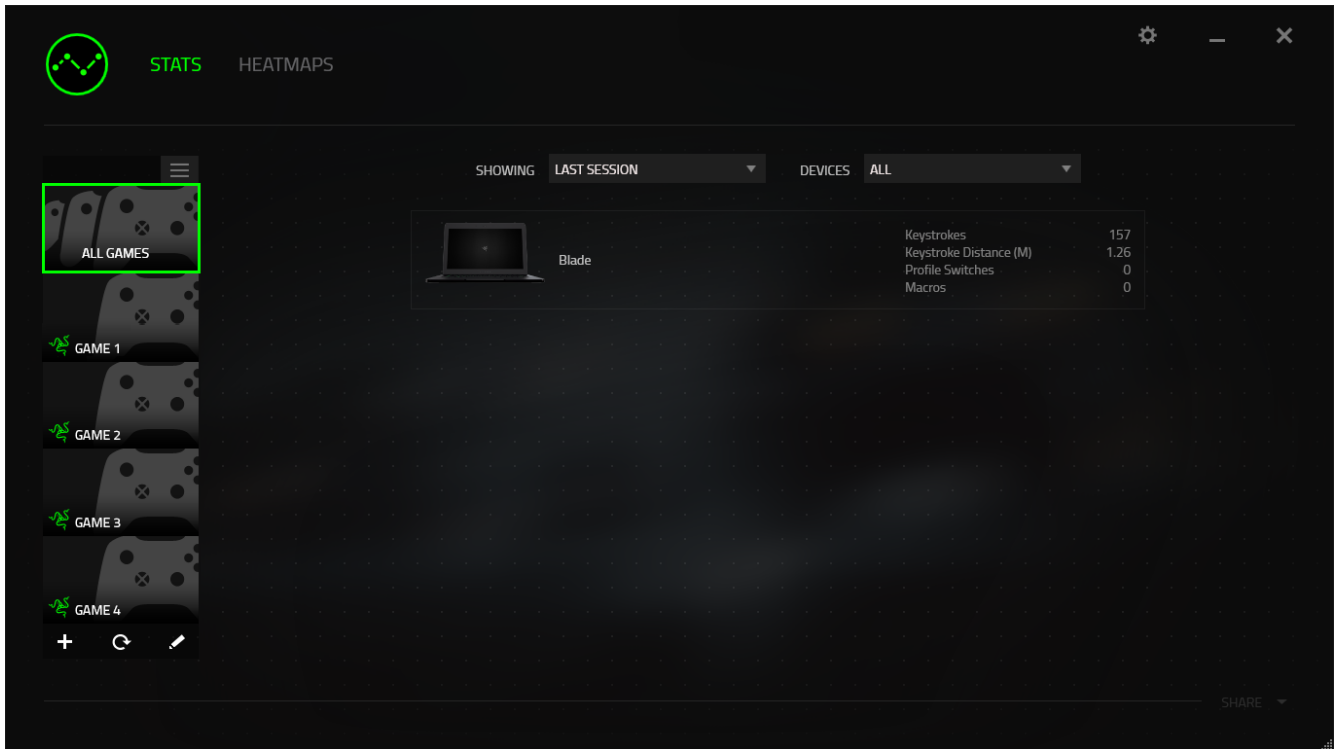 STATS HEATMAPS
SHOWING LAST SESSION DEVICES ALL
ALL GAMES
GAME 1
GAME 2
GAME 3
GAME 4
Blade
Keystrokes 157
Keystroke Distance (M) 1.26
Profile Switches 0
Macros 0
SHARE